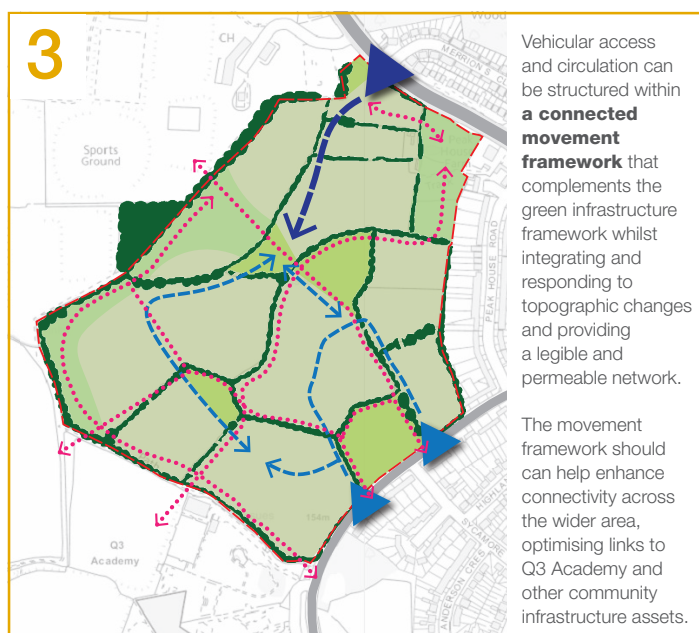 3
CH
Sports
Ground
PEAK HOUSE ROAD
154m
Q3
Academy
Vehicular access
and circulation can
be structured within
a connected
movement
framework that
complements the
green infrastructure
framework whilst
integrating and
responding to
topographic changes
and providing
a legible and
permeable network.
The movement
framework should
can help enhance
connectivity across
the wider area,
optimising links to
Q3 Academy and
other community
infrastructure assets.